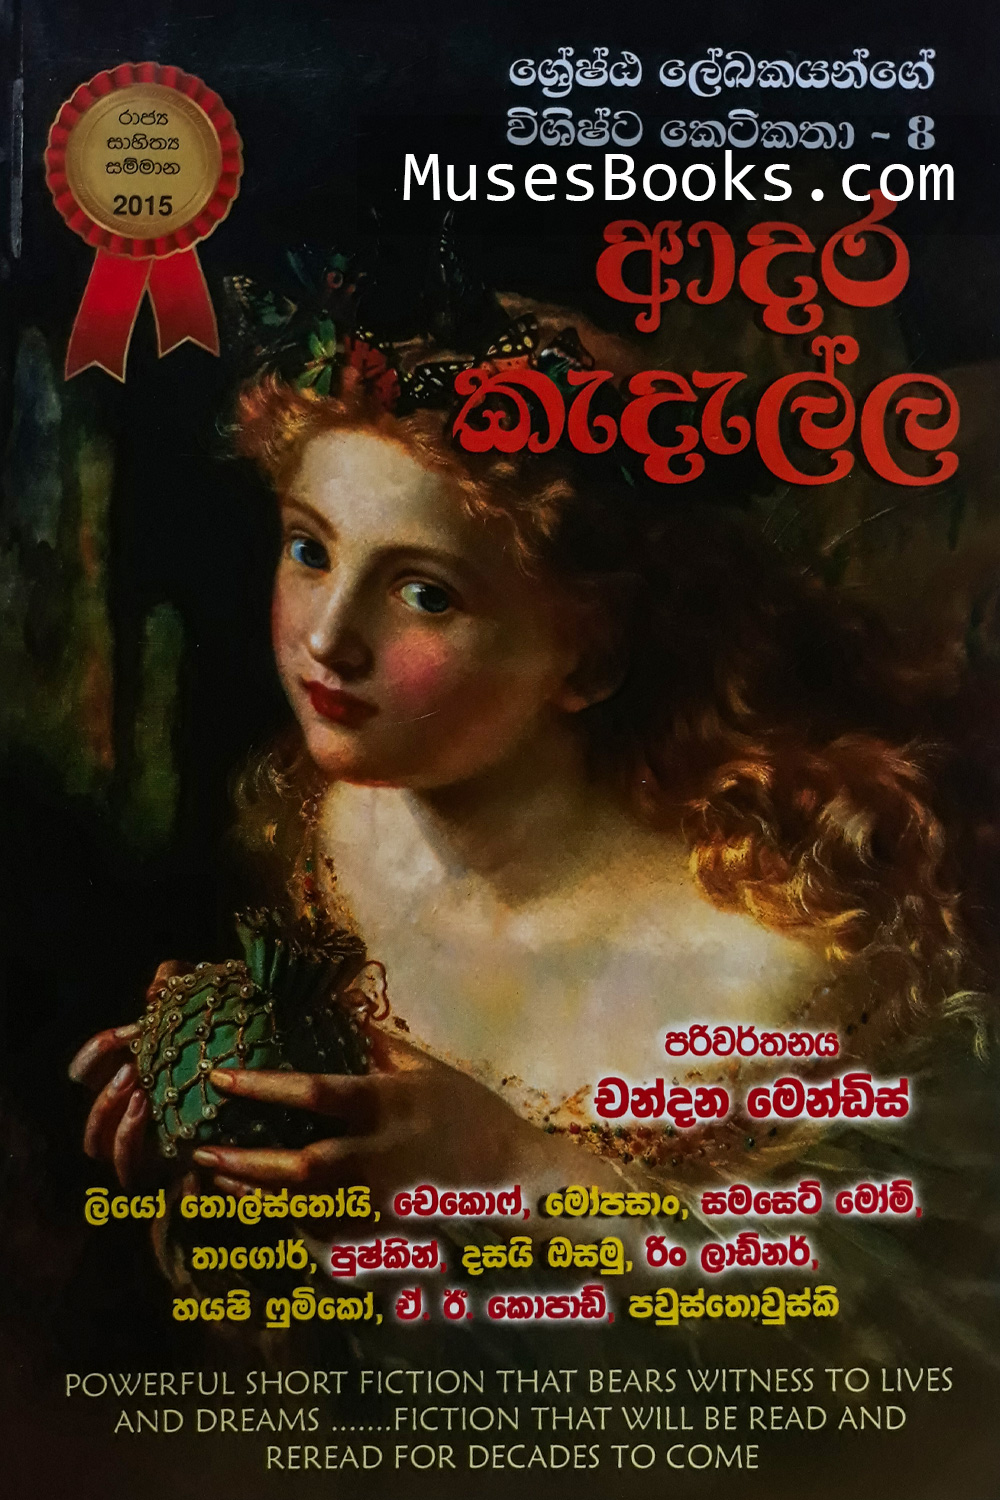 ශ්‍රේෂ්ඨ ලේඛකයන්ගේ
විශිෂ්ට කෙටිකතා - 8
MusesBooks.com
රාජ්‍ය
සාහිත්‍ය
සම්මාන
2015
ආදර
කැදැල්ල
පරිවර්තනය
චන්දන මෙන්ඩිස්
ලියෝ තොල්ස්තෝයි, චෙකොෆ්, මෝපසාං, සමසෙට් මෝම්,
තාගෝර්, පුෂ්කින්, දසයි ඔසමු, රිං ලාඩ්නර්,
හයෂි ෆුමිකෝ, ඒ. ඊ. කොපාඩ්, පවුස්තොවුස්කි
POWERFUL SHORT FICTION THAT BEARS WITNESS TO LIVES
AND DREAMS .......FICTION THAT WILL BE READ AND
REREAD FOR DECADES TO COME